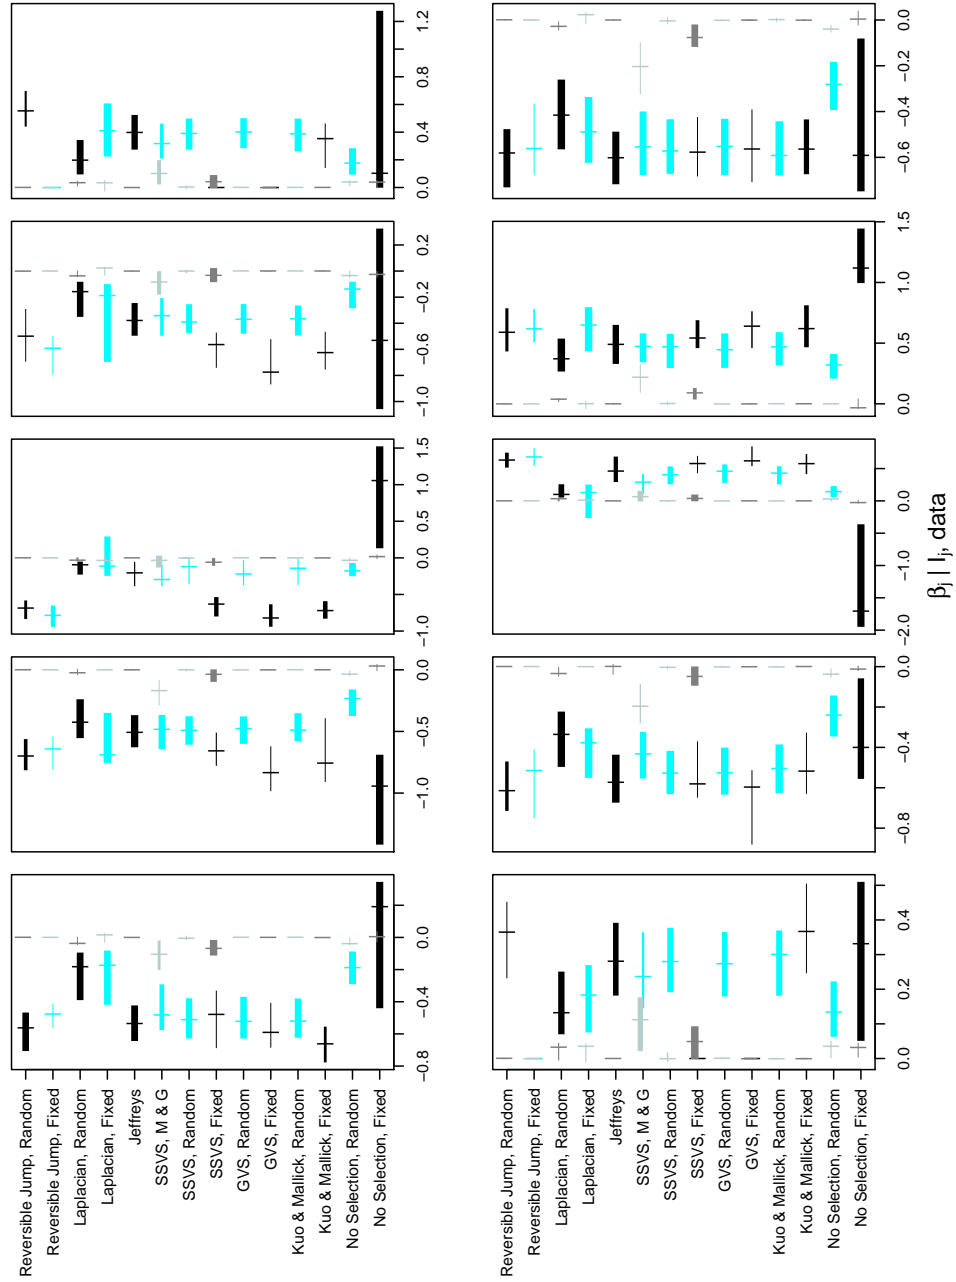 Reversible Jump, Random
Reversible Jump, Fixed
Laplacian, Random
Laplacian, Fixed
Jeffreys
SSVS, M & G
SSVS, Random
SSVS, Fixed
GVS, Random
GVS, Fixed
Kuo & Mallick, Random
Kuo & Mallick, Fixed
No Selection, Random
No Selection, Fixed
−0.8 −0.4 0.0
−1.0 −0.5 0.0
−1.0 0.0 0.5 1.0 1.5
−1.0 −0.6 −0.2 0.2
0.0 0.4 0.8 1.2
Reversible Jump, Random
Reversible Jump, Fixed
Laplacian, Random
Laplacian, Fixed
Jeffreys
SSVS, M & G
SSVS, Random
SSVS, Fixed
GVS, Random
GVS, Fixed
Kuo & Mallick, Random
Kuo & Mallick, Fixed
No Selection, Random
No Selection, Fixed
0.0 0.2 0.4
−0.8 −0.4 0.0
−2.0 −1.0 0.0
0.0 0.5 1.0 1.5
−0.6 −0.4 −0.2 0.0
βj | Ij, data